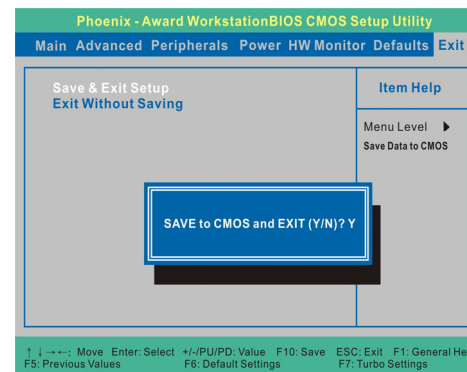 Phoenix - Award WorkstationBIOS CMOS Setup Utility
Main Advanced Peripherals Power HW Monitor Defaults Exit
Save & Exit Setup
Exit Without Saving
Item Help
Menu Level ▶
Save Data to CMOS
SAVE to CMOS and EXIT (Y/N)? Y
↑ ↓ → ←: Move Enter: Select +/-/PU/PD: Value F10: Save ESC: Exit F1: General He
F5: Previous Values F6: Default Settings F7: Turbo Settings